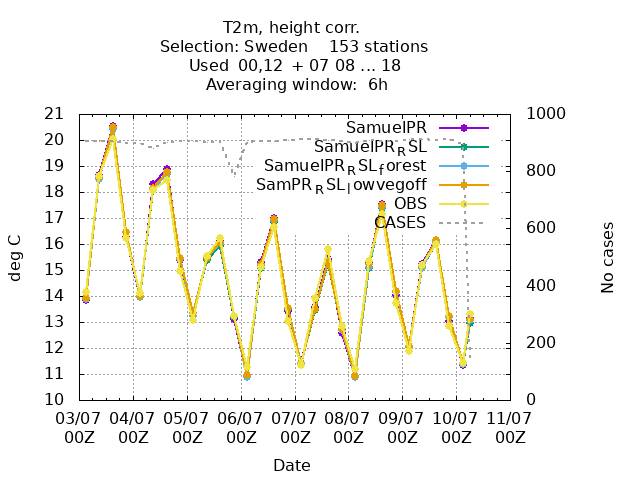 T2m, height corr.
Selection: Sweden    153 stations
Used  00,12  + 07 08 ... 18
Averaging window:  6h
21
20
19
18
17
16
15
14
13
12
11
10
deg C
1000
800
600
400
200
0
No cases
SamuelPR
SamuelPR_RSL
SamuelPR_RSL_forest
SamPR_RSL_lowvegoff
OBS
CASES
03/07 04/07 05/07 06/07 07/07 08/07 09/07 10/07 11/07
00Z 00Z 00Z 00Z 00Z 00Z 00Z 00Z 00Z
Date